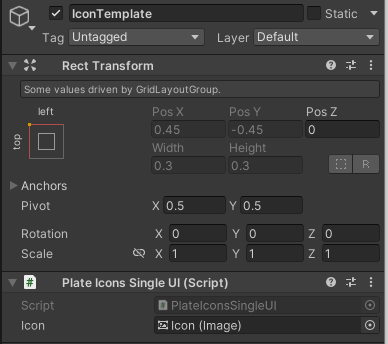 IconTemplate Static
Tag Untagged Layer Default
Rect Transform
Some values driven by GridLayoutGroup.
left Pos X Pos Y Pos Z
top 0.45 -0.45 0
Width Height
0.3 0.3 R
Anchors
Pivot X 0.5 Y 0.5
Rotation X 0 Y 0 Z 0
Scale X 1 Y 1 Z 1
# Plate Icons Single UI (Script)
Script # PlateIconsSingleUI
Icon Icon (Image)